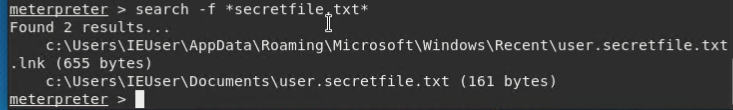 meterpreter > search -f *secretfile.txt*
Found 2 results...
    c:\Users\IEUser\AppData\Roaming\Microsoft\Windows\Recent\user.secretfile.txt
.lnk (655 bytes)
    c:\Users\IEUser\Documents\user.secretfile.txt (161 bytes)
meterpreter >